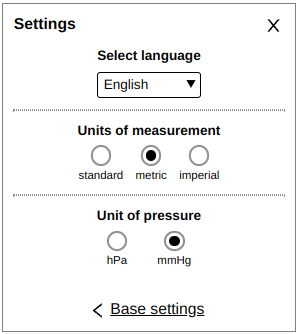 Settings
Select language
English
Units of measurement
standard metric imperial
Unit of pressure
hPa mmHg
Base settings